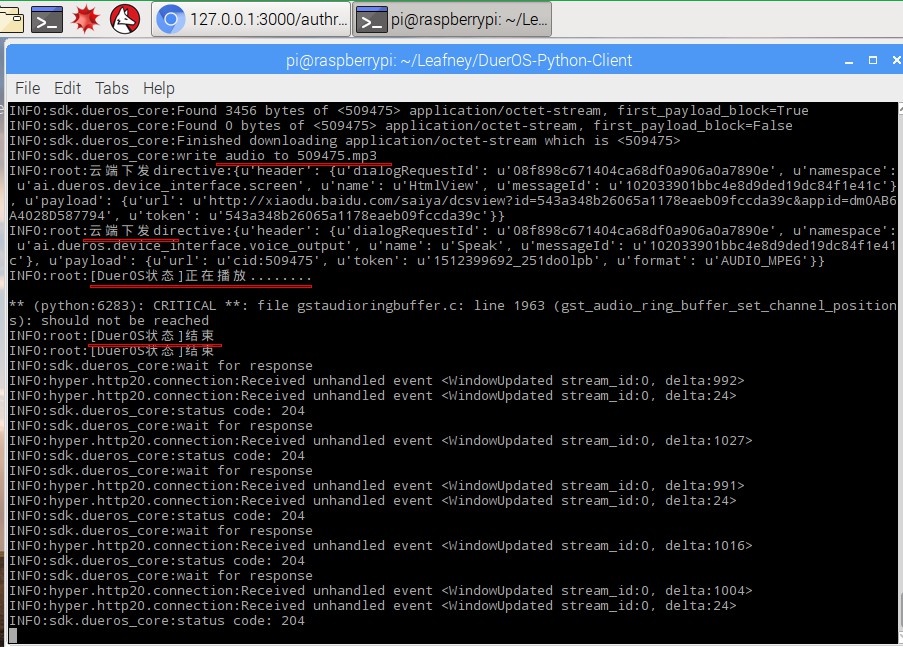 127.0.0.1:3000/authr...
pi@raspberrypi: ~/Le...
pi@raspberrypi: ~/Leafney/DuerOS-Python-Client
File Edit Tabs Help
INFO:sdk.dueros_core:Found 3456 bytes of <509475> application/octet-stream, first_payload_block=True
INFO:sdk.dueros_core:Found 0 bytes of <509475> application/octet-stream, first_payload_block=False
INFO:sdk.dueros_core:Finished downloading application/octet-stream which is <509475>
INFO:sdk.dueros_core:write audio to 509475.mp3
INFO:root:云端下发directive:{u'header': {u'dialogRequestId': u'08f898c671404ca68df0a906a0a7890e', u'namespace':
u'ai.dueros.device_interface.screen', u'name': u'HtmlView', u'messageId': u'102033901bbc4e8d9ded19dc84f1e41c'}
, u'payload': {u'url': u'http://xiaodu.baidu.com/saiya/dcsview?id=543a348b26065a1178eaeb09fccda39c&appid=dm0AB6
A4028D587794', u'token': u'543a348b26065a1178eaeb09fccda39c'}}
INFO:root:云端下发directive:{u'header': {u'dialogRequestId': u'08f898c671404ca68df0a906a0a7890e', u'namespace':
u'ai.dueros.device_interface.voice_output', u'name': u'Speak', u'messageId': u'102033901bbc4e8d9ded19dc84f1e41
c'}, u'payload': {u'url': u'cid:509475', u'token': u'1512399692_251do0lpb', u'format': u'AUDIO_MPEG'}}
INFO:root:[DuerOS状态]正在播放........
** (python:6283): CRITICAL **: file gstaudioringbuffer.c: line 1963 (gst_audio_ring_buffer_set_channel_position
s): should not be reached
INFO:root:[DuerOS状态]结束
INFO:root:[DuerOS状态]结束
INFO:sdk.dueros_core:wait for response
INFO:hyper.http20.connection:Received unhandled event <WindowUpdated stream_id:0, delta:992>
INFO:hyper.http20.connection:Received unhandled event <WindowUpdated stream_id:0, delta:24>
INFO:sdk.dueros_core:status code: 204
INFO:sdk.dueros_core:wait for response
INFO:hyper.http20.connection:Received unhandled event <WindowUpdated stream_id:0, delta:1027>
INFO:sdk.dueros_core:status code: 204
INFO:sdk.dueros_core:wait for response
INFO:hyper.http20.connection:Received unhandled event <WindowUpdated stream_id:0, delta:991>
INFO:hyper.http20.connection:Received unhandled event <WindowUpdated stream_id:0, delta:24>
INFO:sdk.dueros_core:status code: 204
INFO:sdk.dueros_core:wait for response
INFO:hyper.http20.connection:Received unhandled event <WindowUpdated stream_id:0, delta:1016>
INFO:sdk.dueros_core:status code: 204
INFO:sdk.dueros_core:wait for response
INFO:hyper.http20.connection:Received unhandled event <WindowUpdated stream_id:0, delta:1004>
INFO:hyper.http20.connection:Received unhandled event <WindowUpdated stream_id:0, delta:24>
INFO:sdk.dueros_core:status code: 204